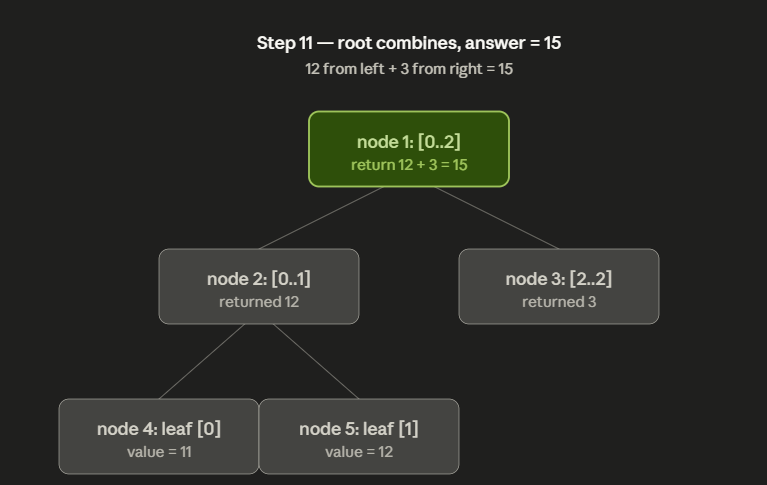 Step 11 — root combines, answer = 15
12 from left + 3 from right = 15
node 1: [0..2]
return 12 + 3 = 15
node 2: [0..1]
returned 12
node 3: [2..2]
returned 3
node 4: leaf [0]
value = 11
node 5: leaf [1]
value = 12